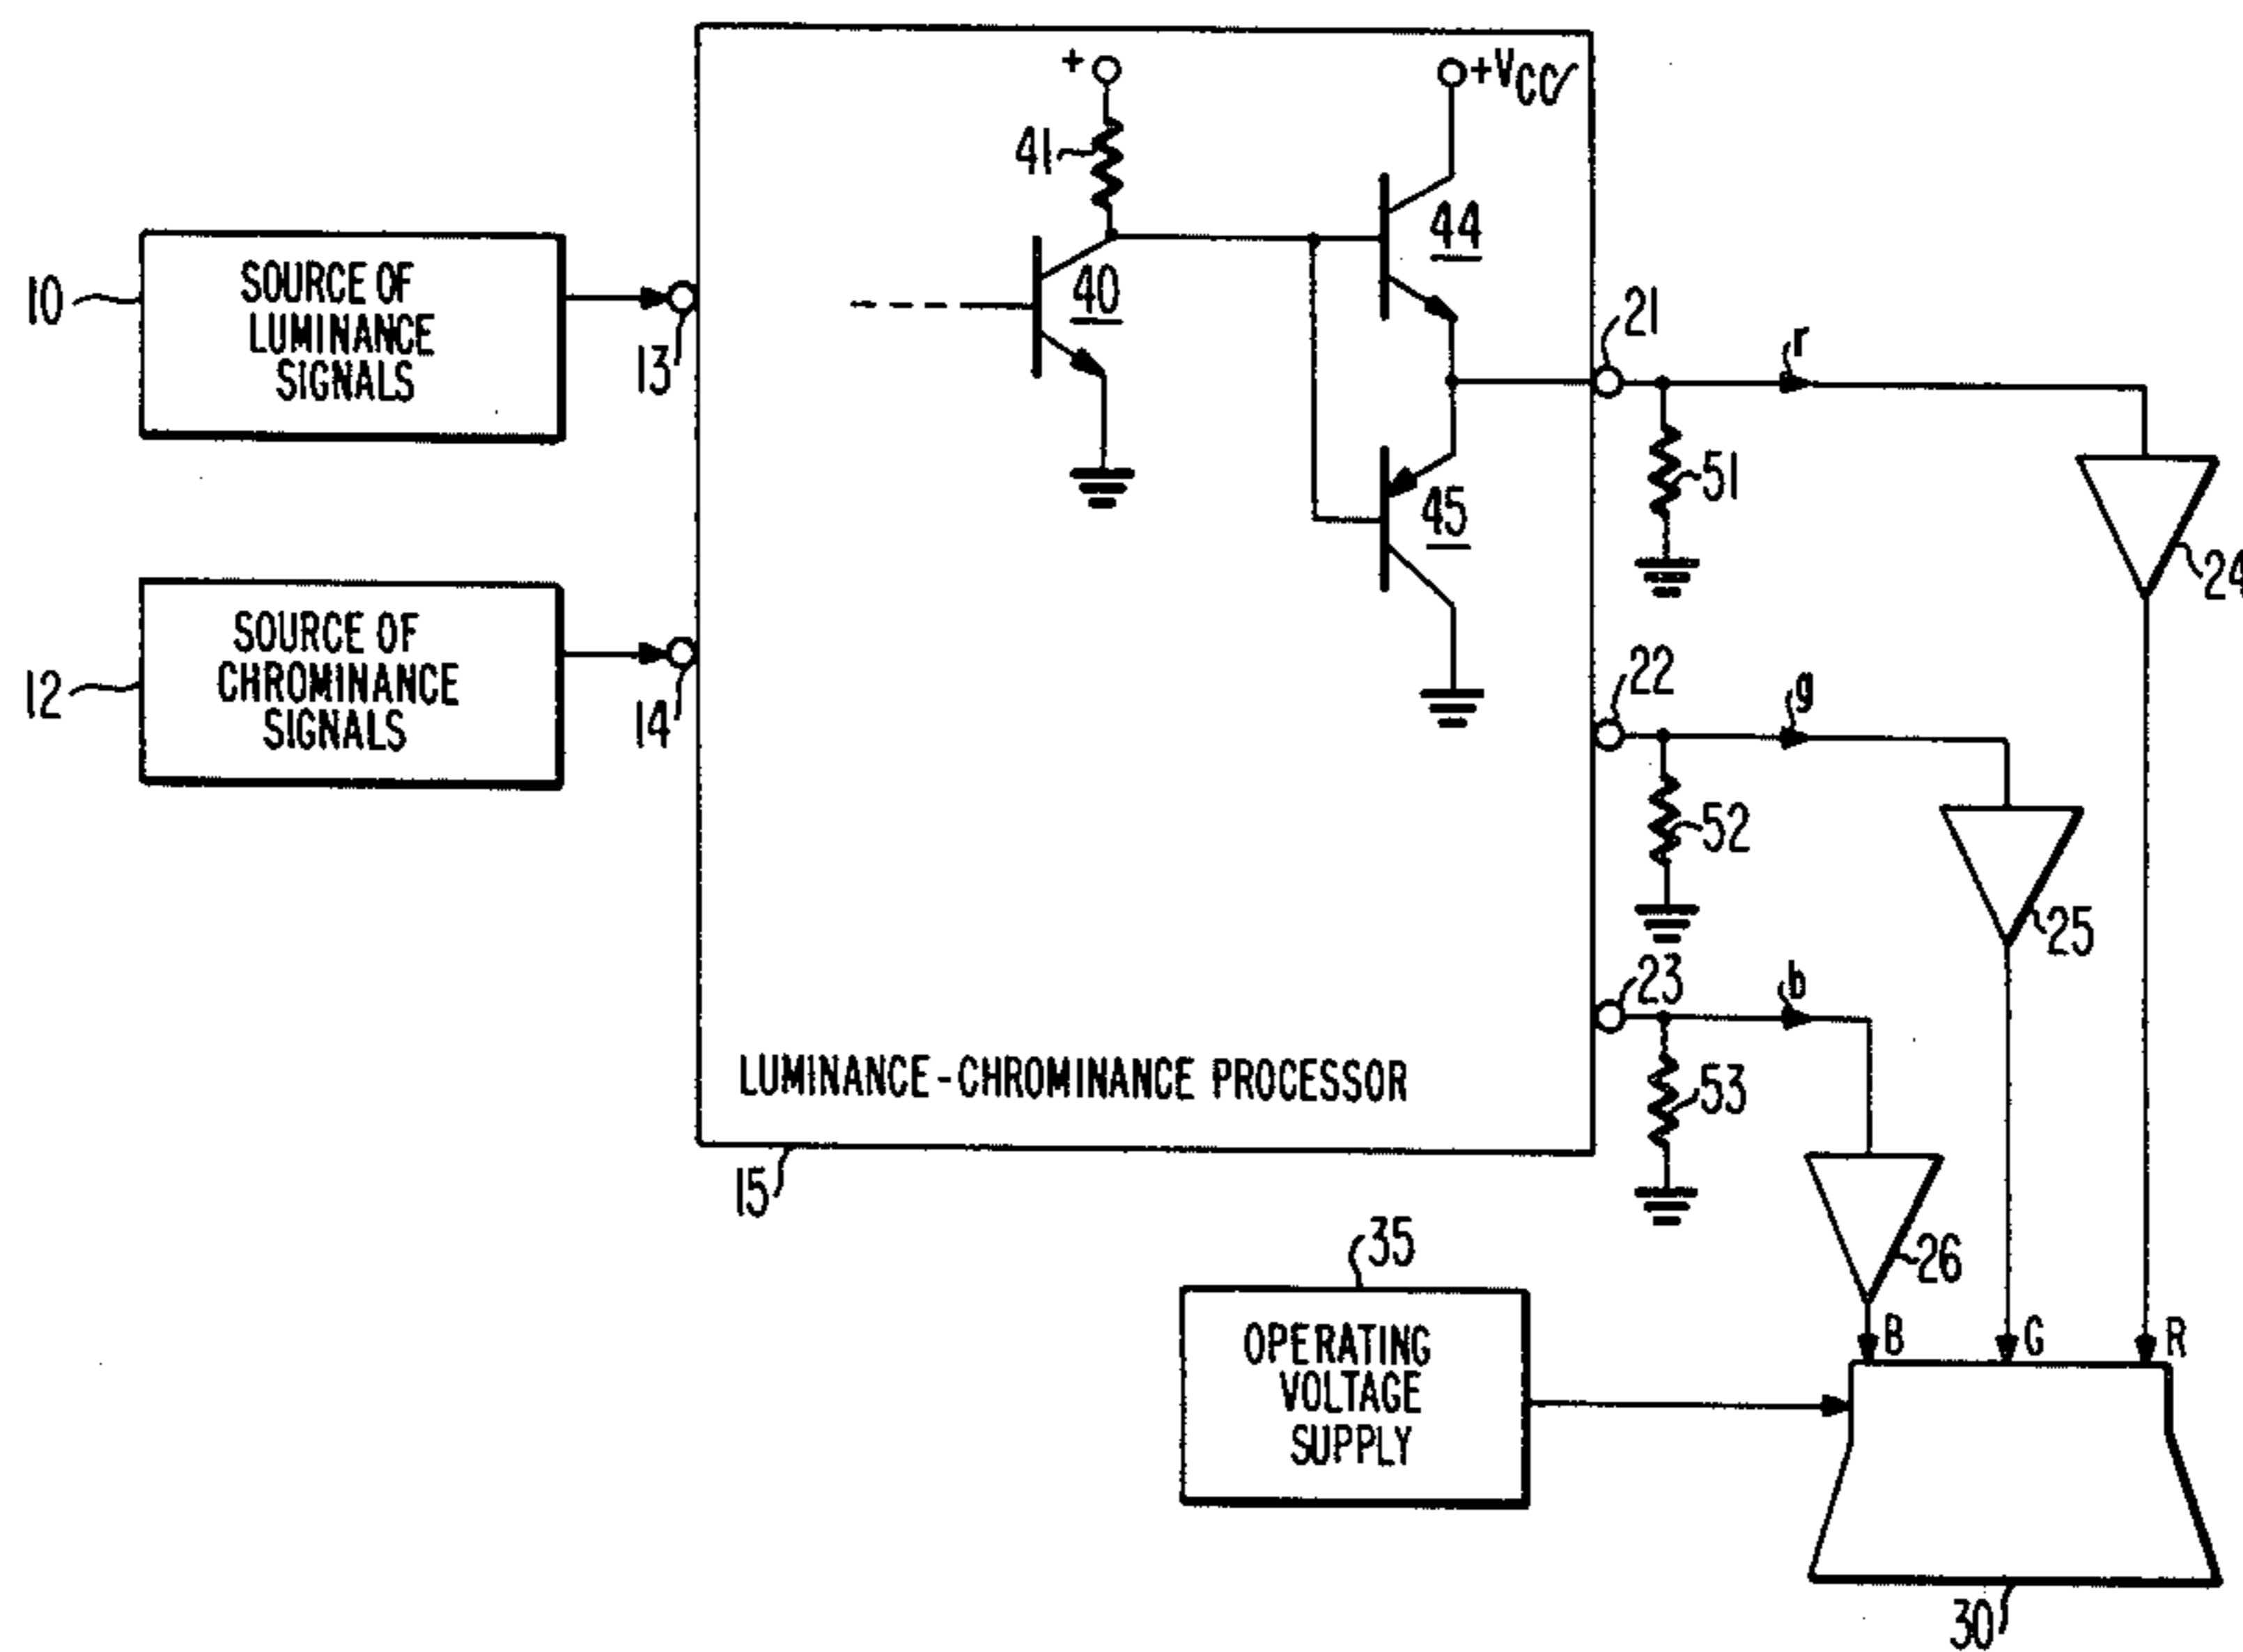 +
+VCC
41
44
40
10
SOURCE OF
LUMINANCE
SIGNALS
13
21
r
45
51
24
12
SOURCE OF
CHROMINANCE
SIGNALS
14
22
g
52
25
23
b
53
LUMINANCE-CHROMINANCE PROCESSOR
15
26
35
OPERATING
VOLTAGE
SUPPLY
B
G
R
30